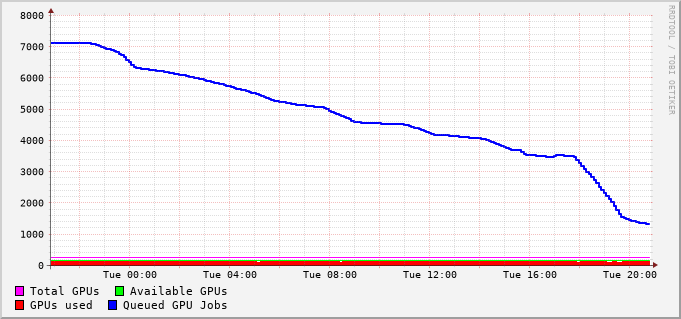 8000
7000
6000
5000
4000
3000
2000
1000
0
Tue 00:00 Tue 04:00 Tue 08:00 Tue 12:00 Tue 16:00 Tue 20:00
Total GPUs Available GPUs
GPUs used Queued GPU Jobs
RRDTOOL / TOBI OETIKER